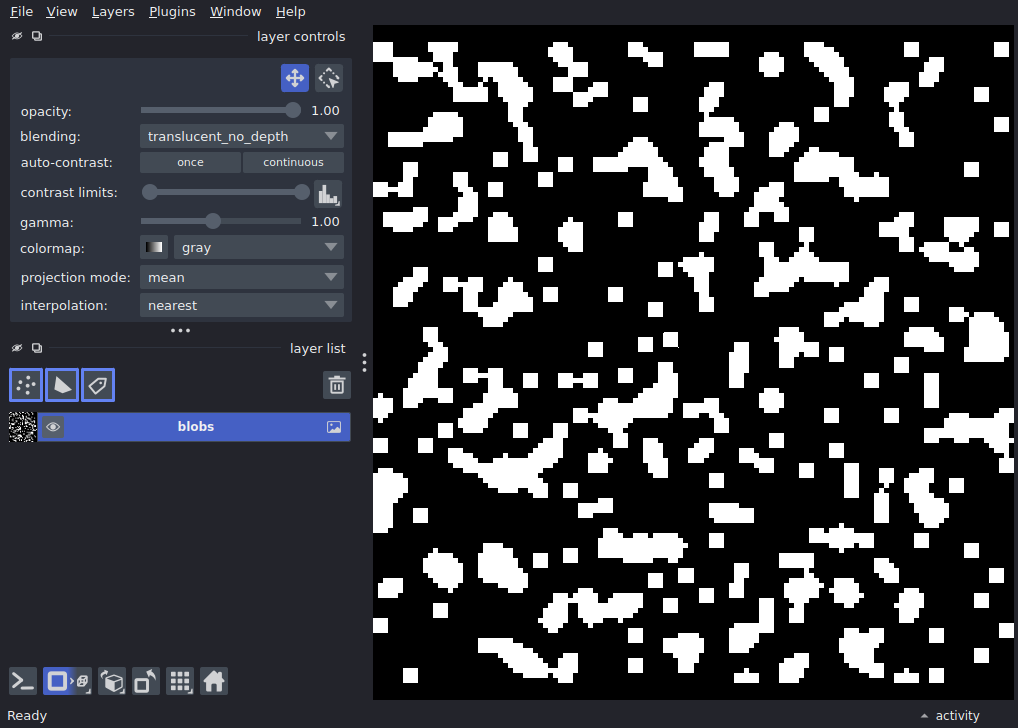 File View Layers Plugins Window Help
layer controls
opacity: 1.00
blending: translucent_no_depth
auto-contrast: once continuous
contrast limits:
gamma: 1.00
colormap: gray
projection mode: mean
interpolation: nearest
layer list
blobs
Ready activity